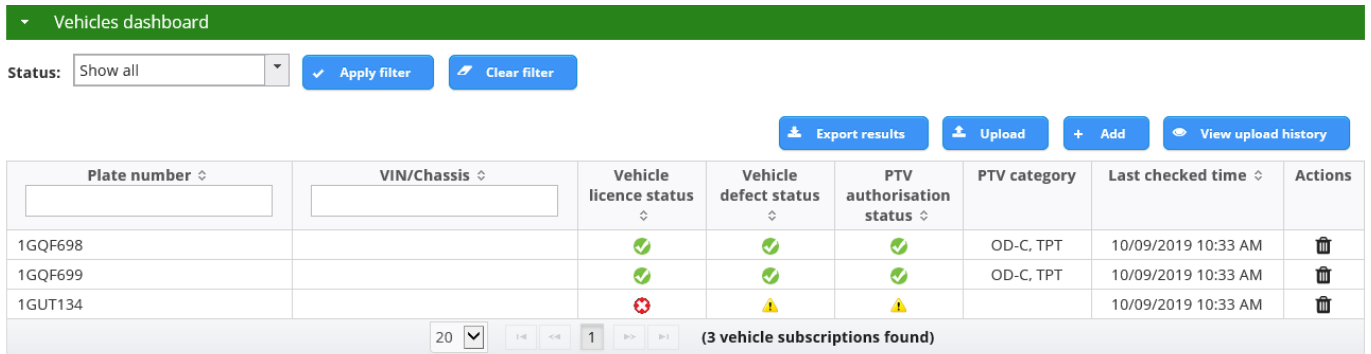 Vehicles dashboard
Status: Show all Apply filter Clear filter
Export results Upload + Add View upload history
Plate number VIN/Chassis Vehicle licence status Vehicle defect status PTV authorisation status PTV category Last checked time Actions
1GQF698 OD-C, TPT 10/09/2019 10:33 AM
1GQF699 OD-C, TPT 10/09/2019 10:33 AM
1GUT134 10/09/2019 10:33 AM
20 1 (3 vehicle subscriptions found)